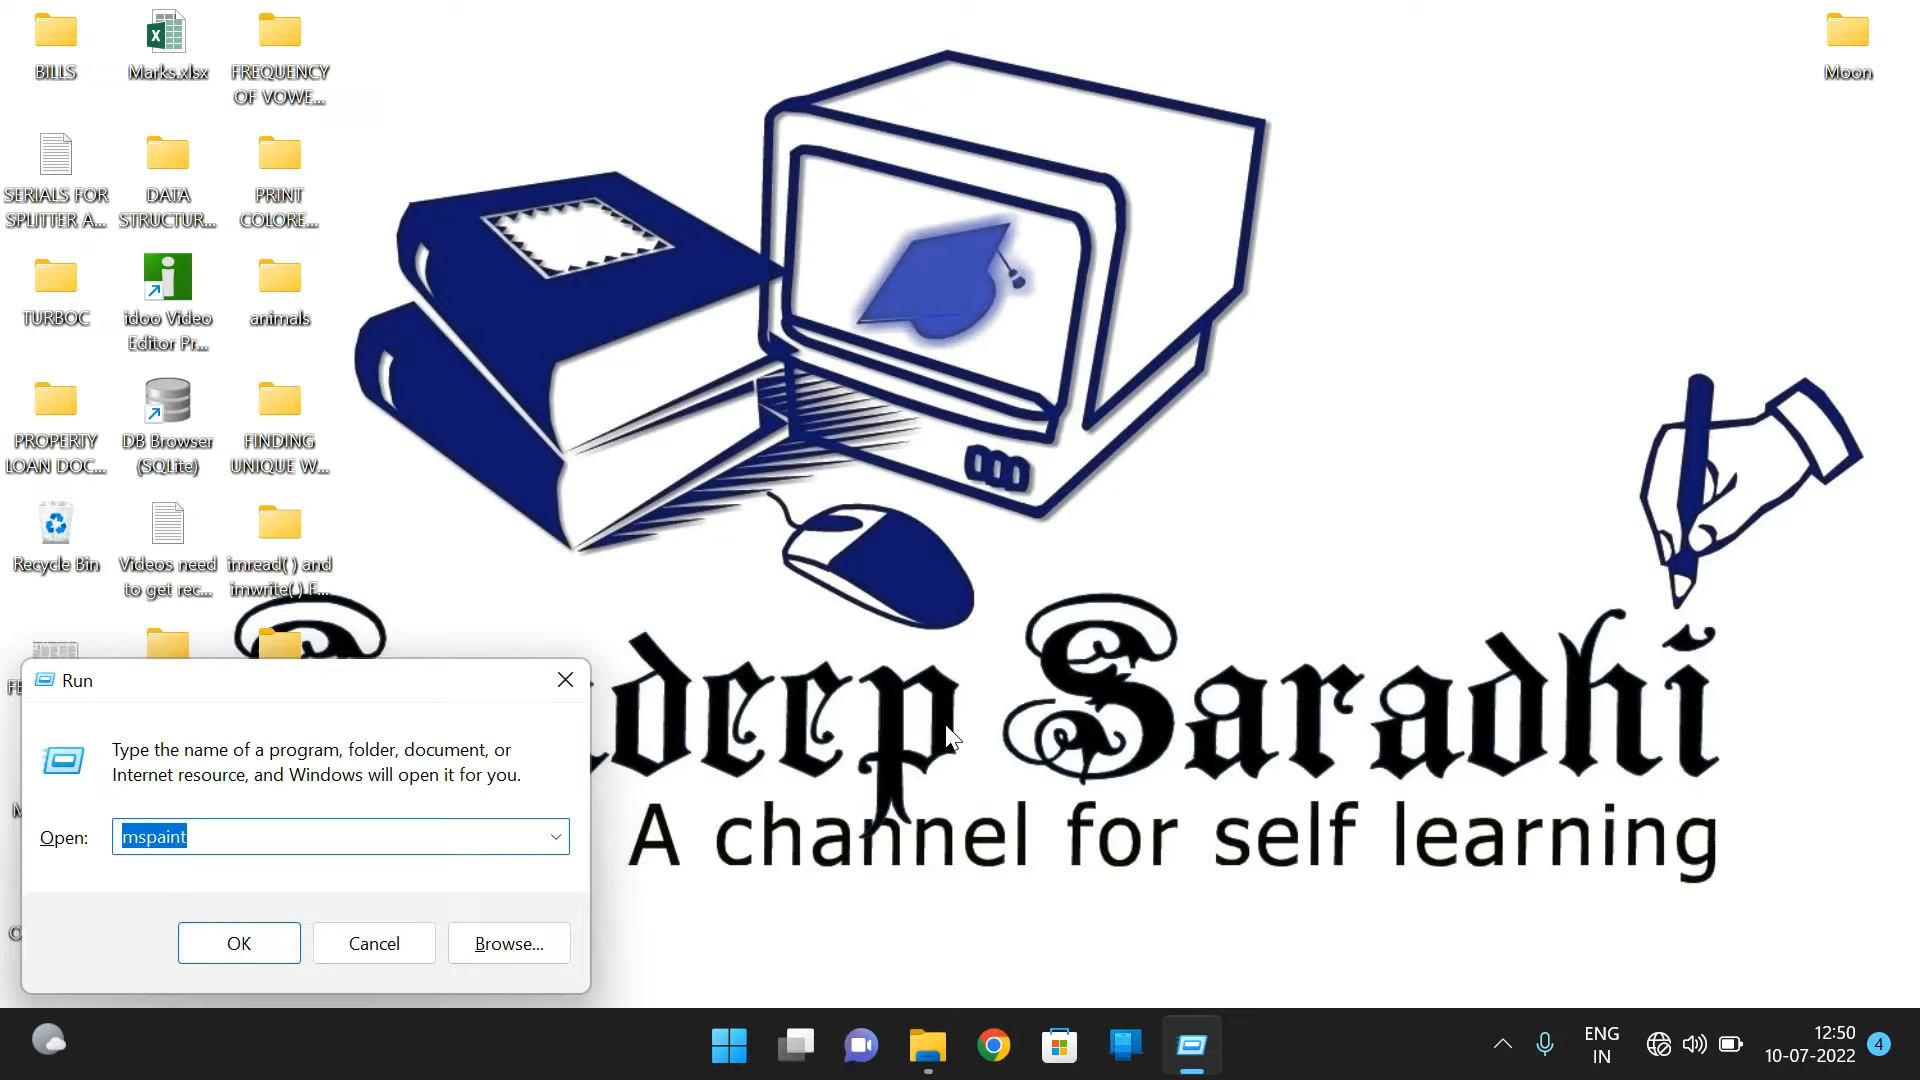 BILLS
Marks.xlsx
FREQUENCY
OF VOWE...
Moon
SERIALS FOR
SPLITTER A...
DATA
STRUCTUR...
PRINT
COLORE...
TURBOC
idoo Video
Editor Pr...
animals
PROPERTY
LOAN DOC...
DB Browser
(SQLite)
FINDING
UNIQUE W...
Recycle Bin
Videos need
to get rec...
imread( ) and
imwrite( ) F...
Saradhi
A channel for self learning
Run
Type the name of a program, folder, document, or
Internet resource, and Windows will open it for you.
Open:
mspaint
OK
Cancel
Browse...
ENG
IN
12:50
10-07-2022
4